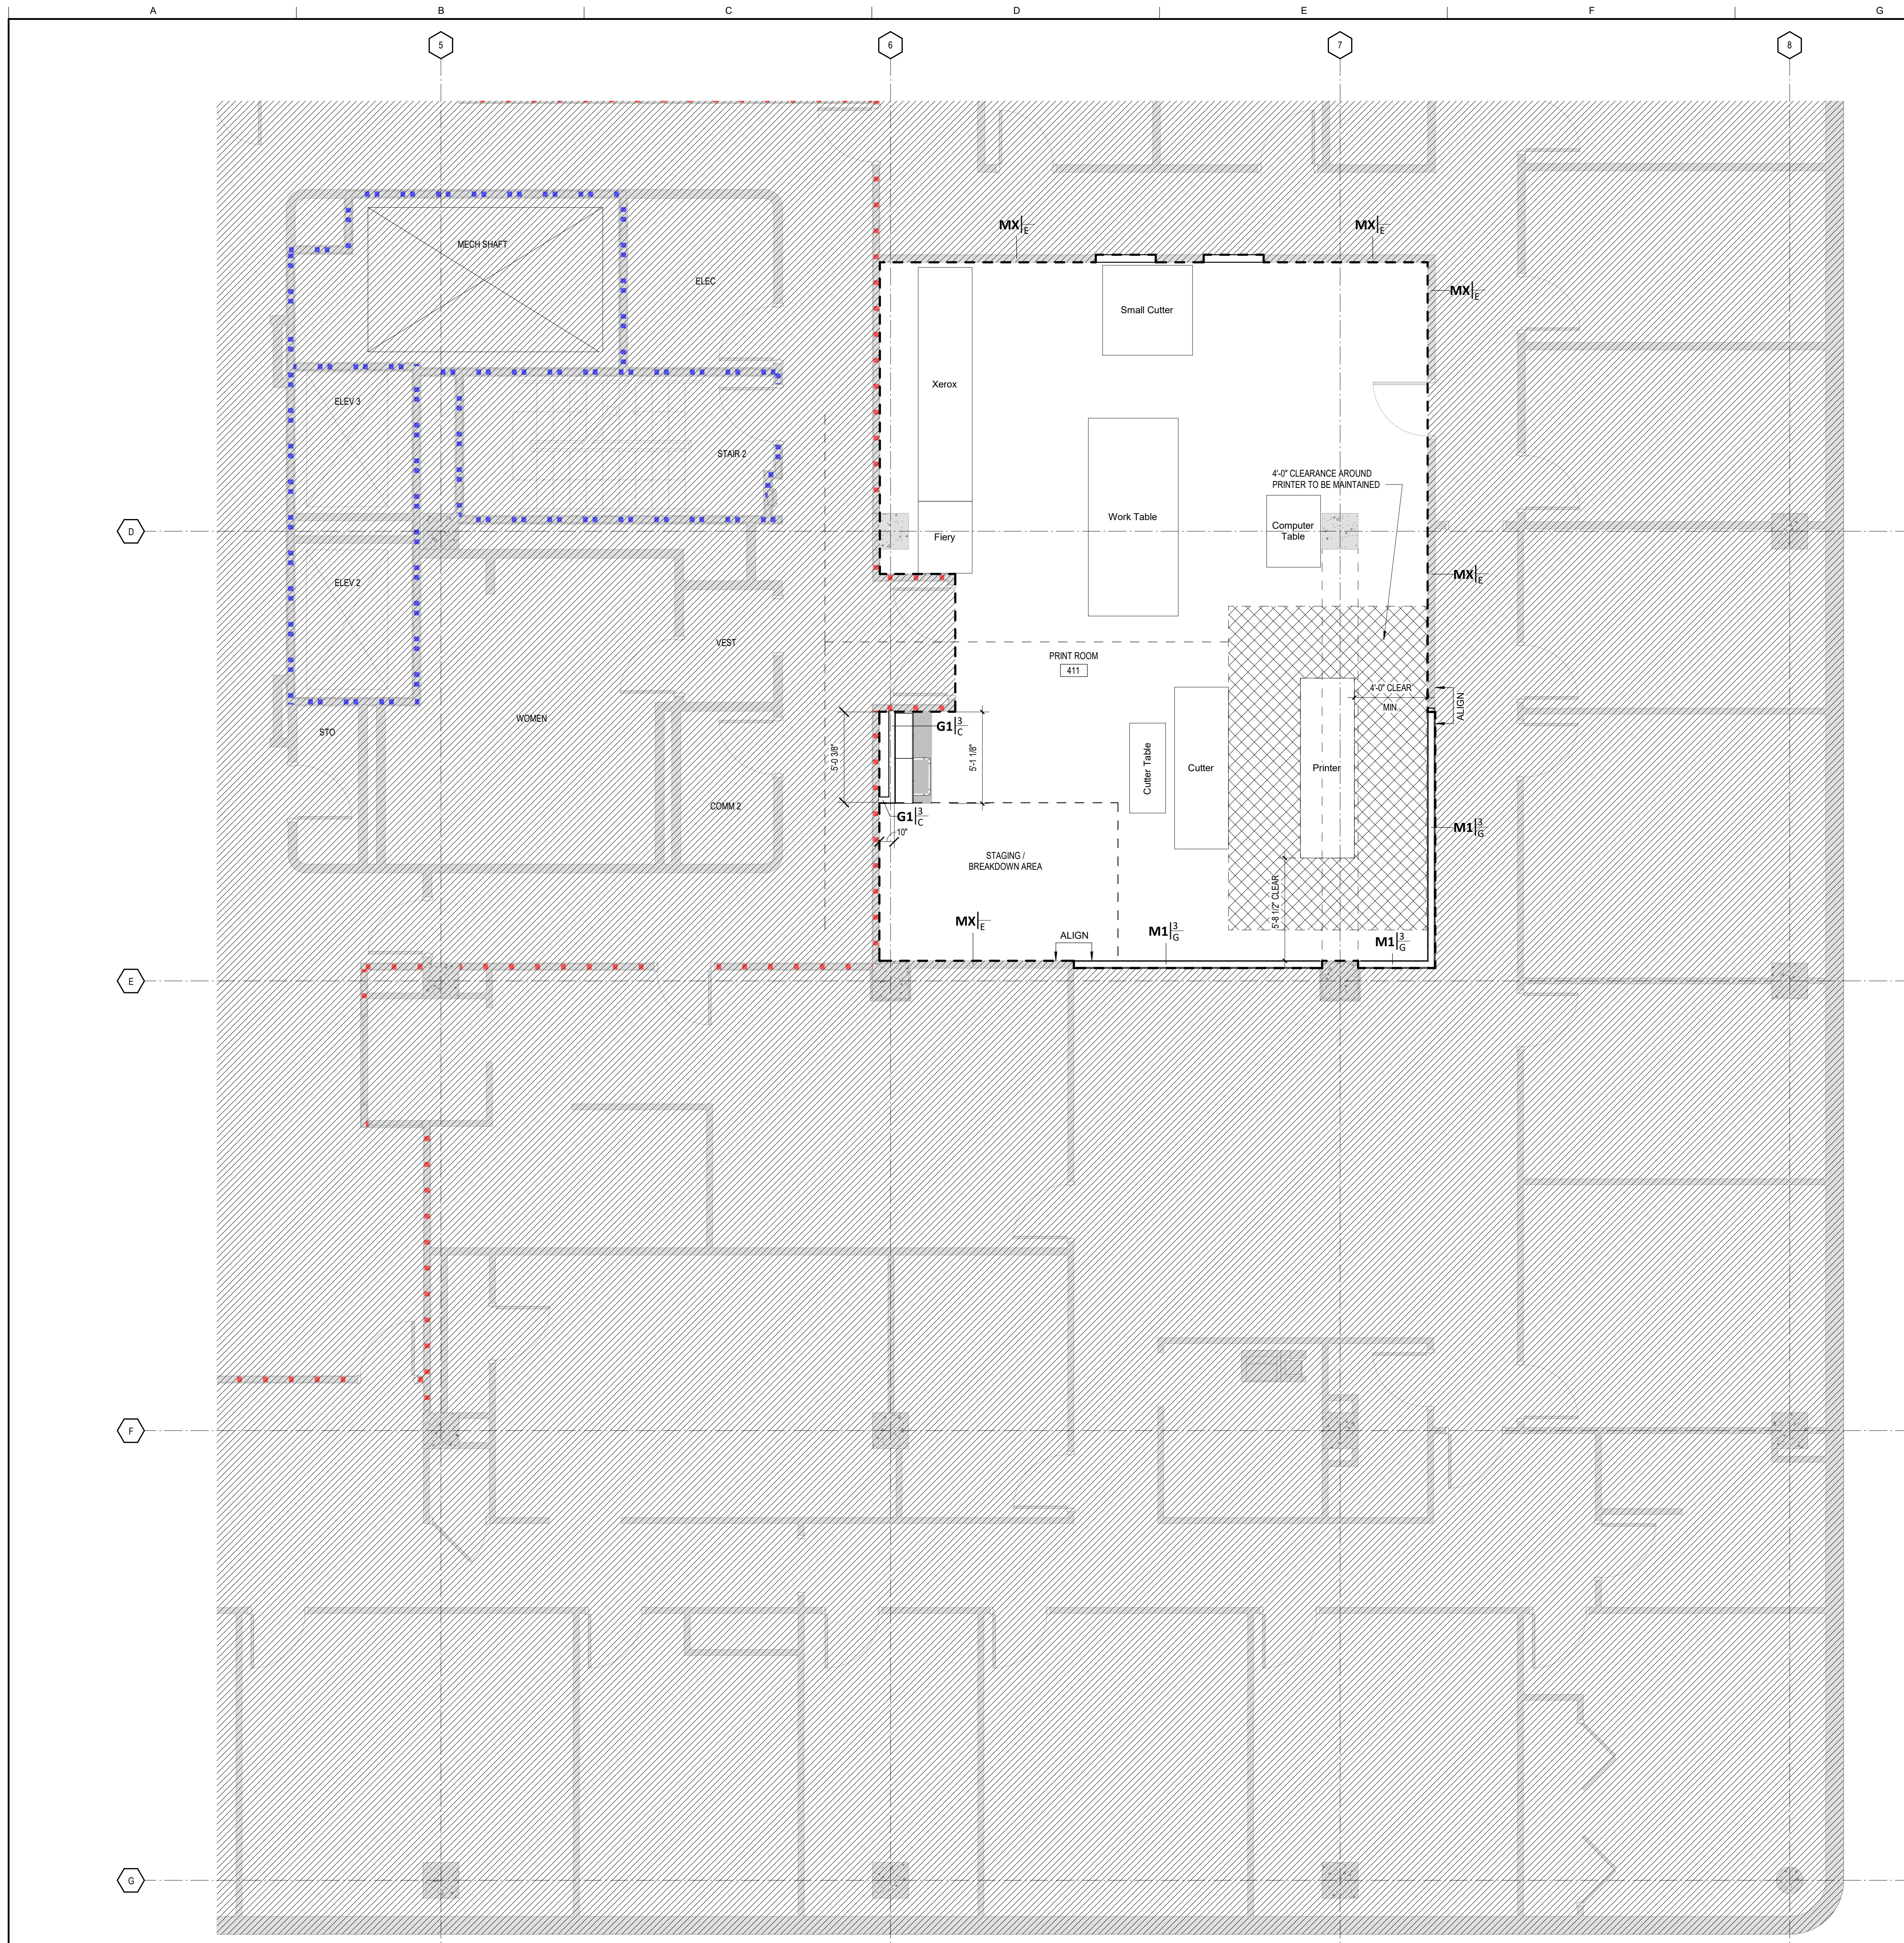 A
B
C
D
E
F
G
5
6
7
8
MX
E
MX
E
MECH SHAFT
ELEC
MX
E
Small Cutter
Xerox
ELEV 3
STAIR 2
4'-0" CLEARANCE AROUND
PRINTER TO BE MAINTAINED
D
Work Table
Computer
Table
Fiery
MX
E
ELEV 2
VEST
PRINT ROOM
411
4'-0" CLEAR
MIN
ALIGN
WOMEN
STO
G1
3
C
5'-0 3/8"
5'-1 1/8"
Cutter Table
Cutter
Printer
COMM 2
G1
3
C
10"
M1
3
G
STAGING /
BREAKDOWN AREA
5'-8 1/2" CLEAR
MX
E
ALIGN
M1
3
G
M1
3
G
E
F
G